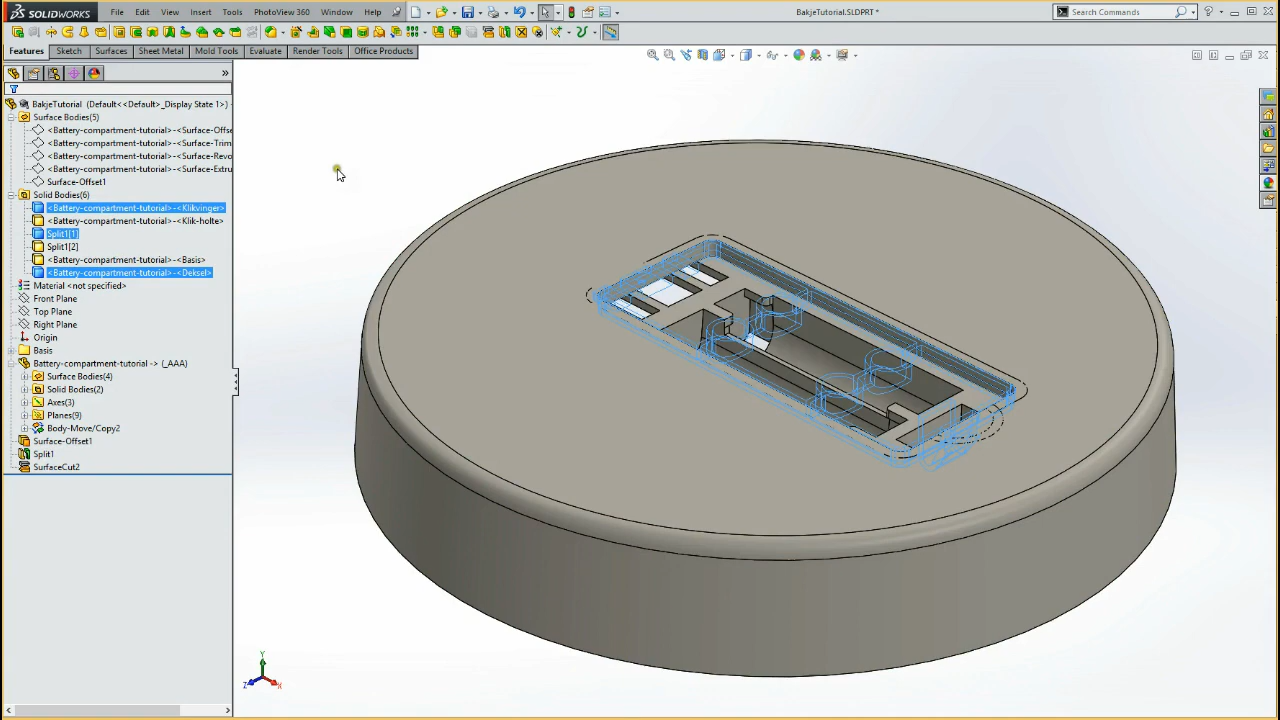 SOLIDWORKS File Edit View Insert Tools PhotoView 360 Window Help BakjeTutorial.SLDPRT * Search Commands ?
Features Sketch Surfaces Sheet Metal Mold Tools Evaluate Render Tools Office Products
BakjeTutorial (Default<<Default>_Display State 1>)
Surface Bodies(5)
<Battery-compartment-tutorial>-<Surface-Offse
<Battery-compartment-tutorial>-<Surface-Trim
<Battery-compartment-tutorial>-<Surface-Revo
<Battery-compartment-tutorial>-<Surface-Extru
Surface-Offset1
Solid Bodies(6)
<Battery-compartment-tutorial>-<Klikvinger>
<Battery-compartment-tutorial>-<Klik-holte>
Split1[1]
Split1[2]
<Battery-compartment-tutorial>-<Basis>
<Battery-compartment-tutorial>-<Deksel>
Material <not specified>
Front Plane
Top Plane
Right Plane
Origin
Basis
Battery-compartment-tutorial -> (_AAA)
Surface Bodies(4)
Solid Bodies(2)
Axes(3)
Planes(9)
Body-Move/Copy2
Surface-Offset1
Split1
SurfaceCut2
Y
Z X